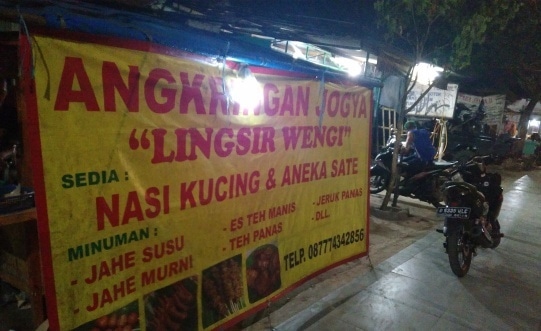 ANGKRINGAN JOGYA
"LINGSIR WENGI"
SEDIA :
NASI KUCING & ANEKA SATE
MINUMAN :
- JAHE SUSU
- JAHE MURNI
- ES TEH MANIS
- TEH PANAS
- JERUK PANAS
- DLL.
TELP. 087774342856